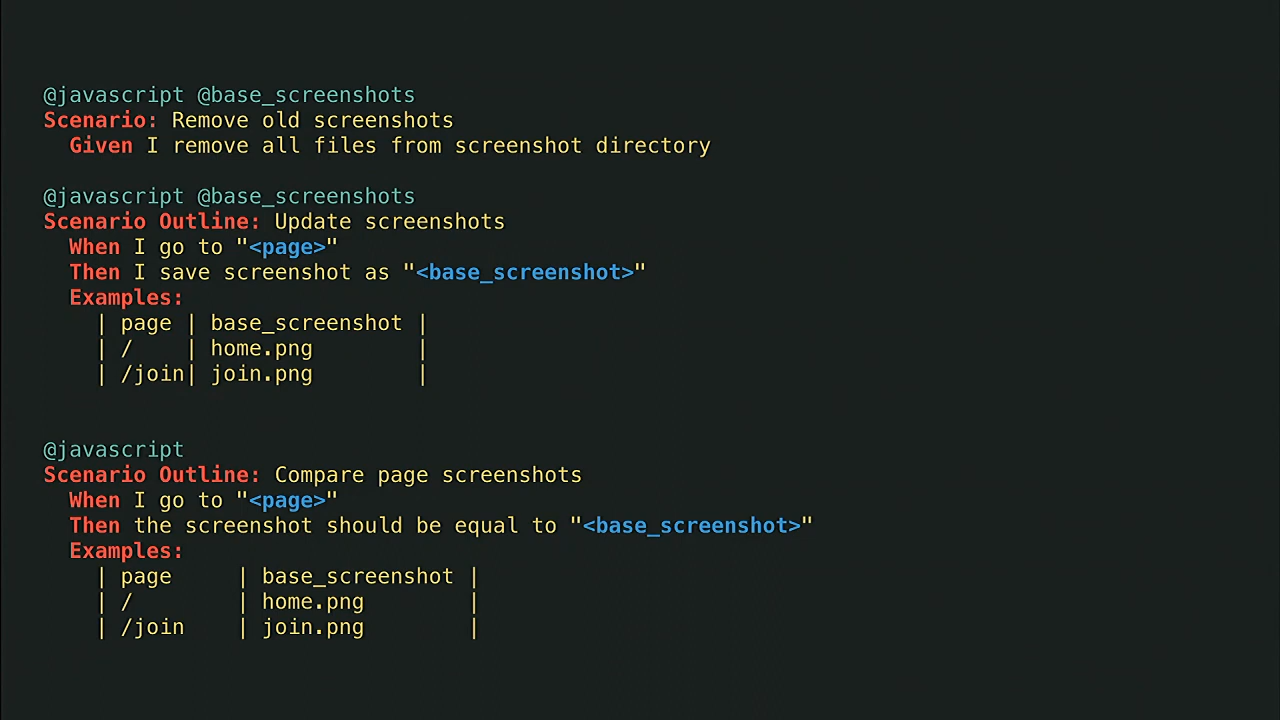 @javascript @base_screenshots
Scenario: Remove old screenshots
  Given I remove all files from screenshot directory

@javascript @base_screenshots
Scenario Outline: Update screenshots
  When I go to "<page>"
  Then I save screenshot as "<base_screenshot>"
  Examples:
    | page | base_screenshot |
    | /    | home.png        |
    | /join| join.png        |

@javascript
Scenario Outline: Compare page screenshots
  When I go to "<page>"
  Then the screenshot should be equal to "<base_screenshot>"
  Examples:
    | page     | base_screenshot |
    | /        | home.png        |
    | /join    | join.png        |